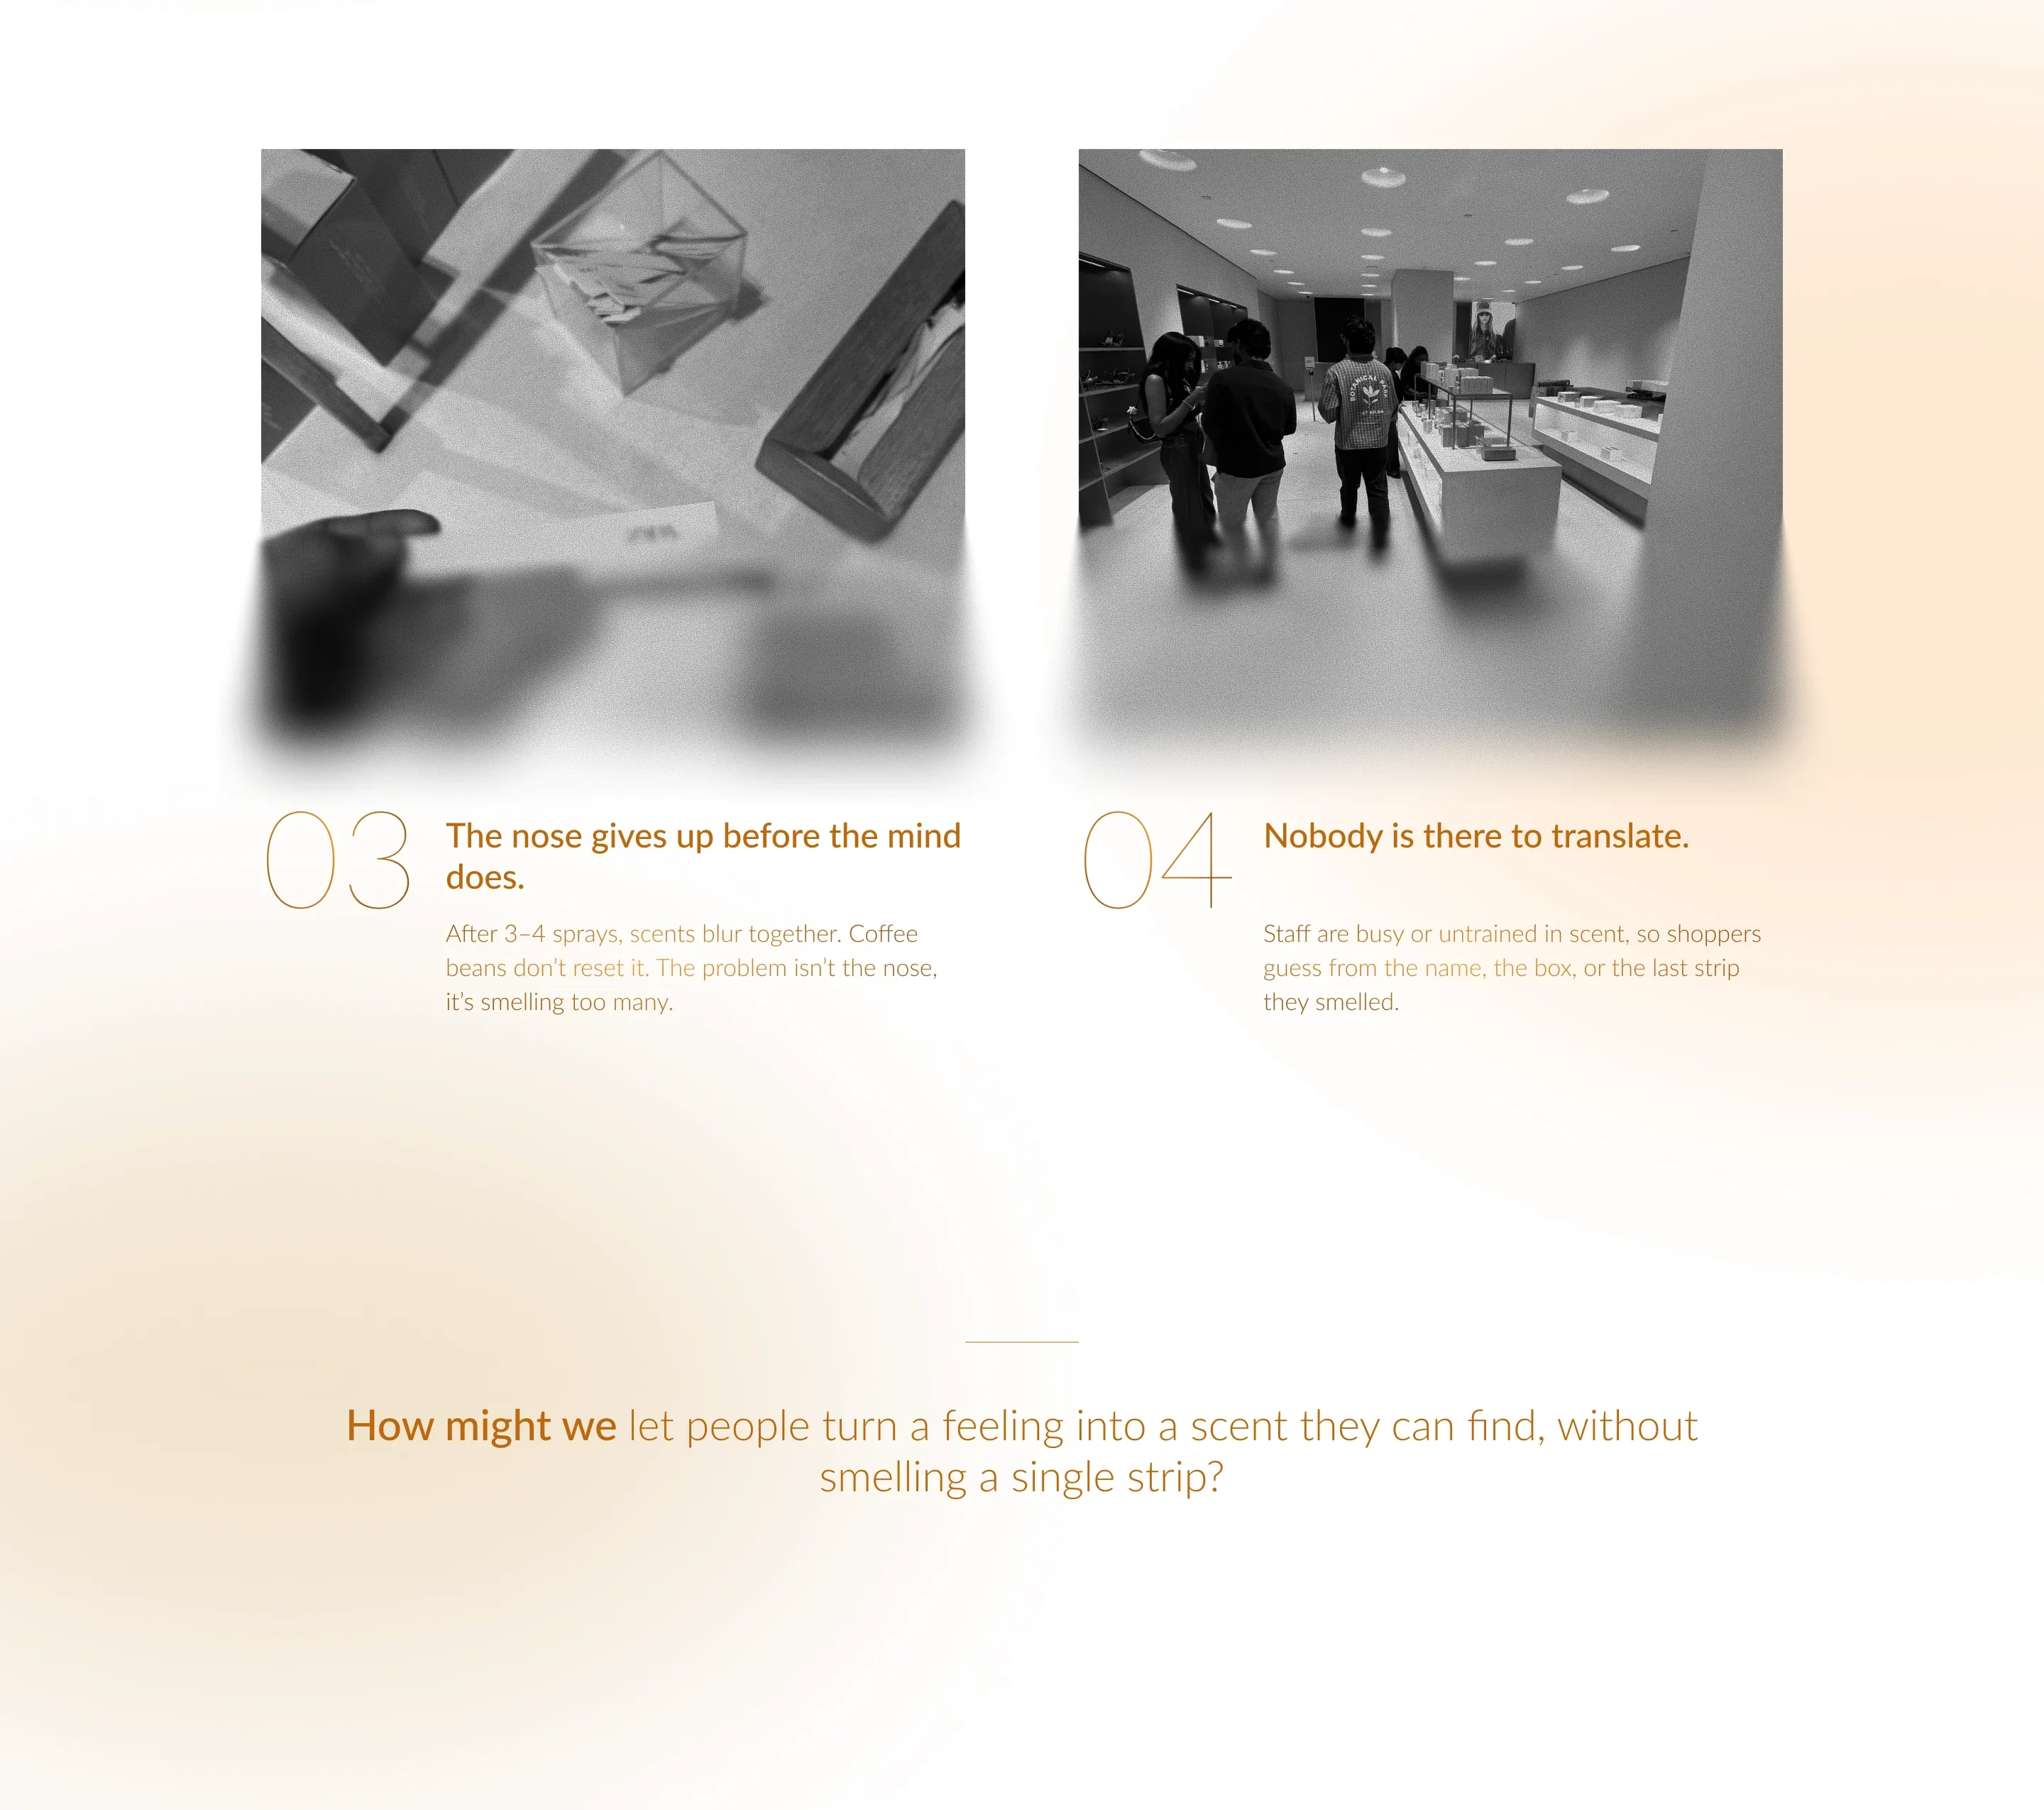 BOTANICAL PARK
03
The nose gives up before the mind
does.
After 3–4 sprays, scents blur together. Coffee
beans don’t reset it. The problem isn’t the nose,
it’s smelling too many.
04
Nobody is there to translate.
Staff are busy or untrained in scent, so shoppers
guess from the name, the box, or the last strip
they smelled.
How might we let people turn a feeling into a scent they can find, without
smelling a single strip?